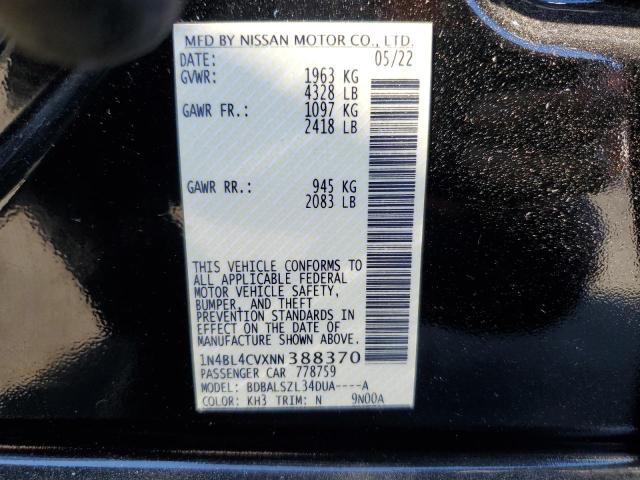 MFD BY NISSAN MOTOR CO., LTD.
DATE: 05/22
GVWR: 1963 KG
4328 LB
GAWR FR.: 1097 KG
2418 LB
GAWR RR.: 945 KG
2083 LB
THIS VEHICLE CONFORMS TO
ALL APPLICABLE FEDERAL
MOTOR VEHICLE SAFETY,
BUMPER, AND THEFT
PREVENTION STANDARDS IN
EFFECT ON THE DATE OF
MANUFACTURE SHOWN ABOVE.
1N4BL4CVXNN388370
PASSENGER CAR 778759
MODEL: BDBALSZL34DUA----A
COLOR: KH3 TRIM: N 9N00A